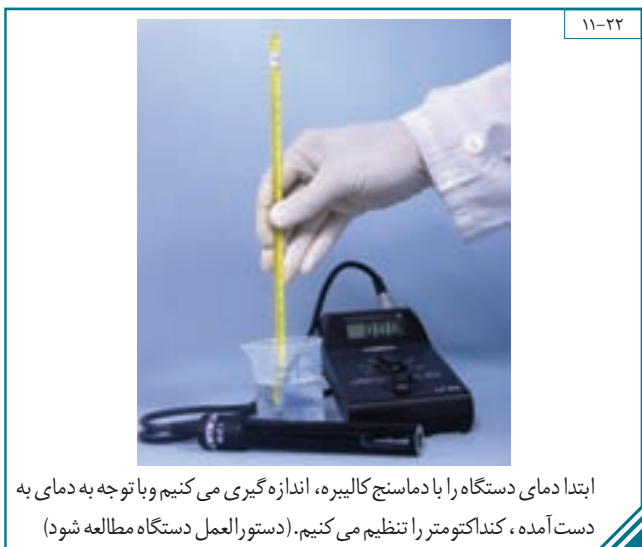 ۱۱-۲۲
ابتدا دمای دستگاه را با دماسنج کالیبره، اندازه گیری می کنیم وبا توجه به دمای به
دست آمده ، کنداکتومتر را تنظیم می کنیم. (دستورالعمل دستگاه مطالعه شود)